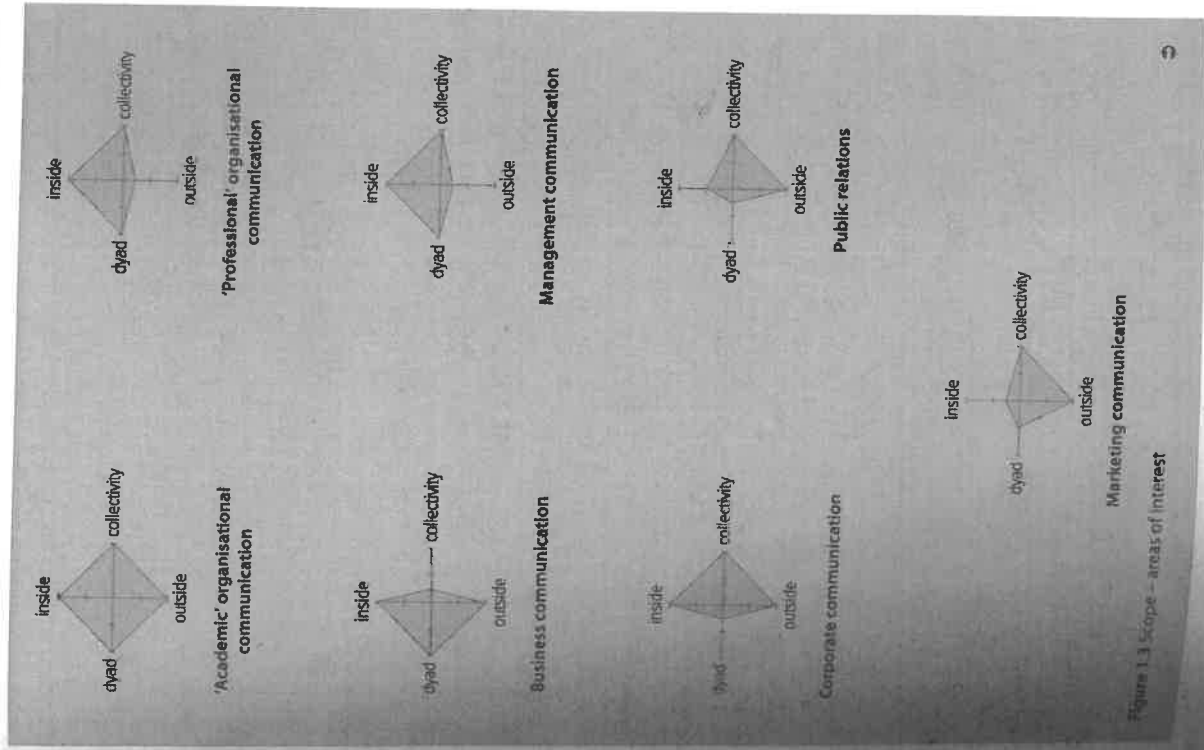 inside
dyad
collectivity
outside
'Academic' organisational
communication
inside
dyad
collectivity
outside
'Professional' organisational
communication
inside
dyad
collectivity
outside
Business communication
inside
dyad
collectivity
outside
Management communication
inside
dyad
collectivity
outside
Corporate communication
inside
dyad
collectivity
outside
Public relations
inside
dyad
collectivity
outside
Marketing communication
Figure 1.3 Scope – areas of interest